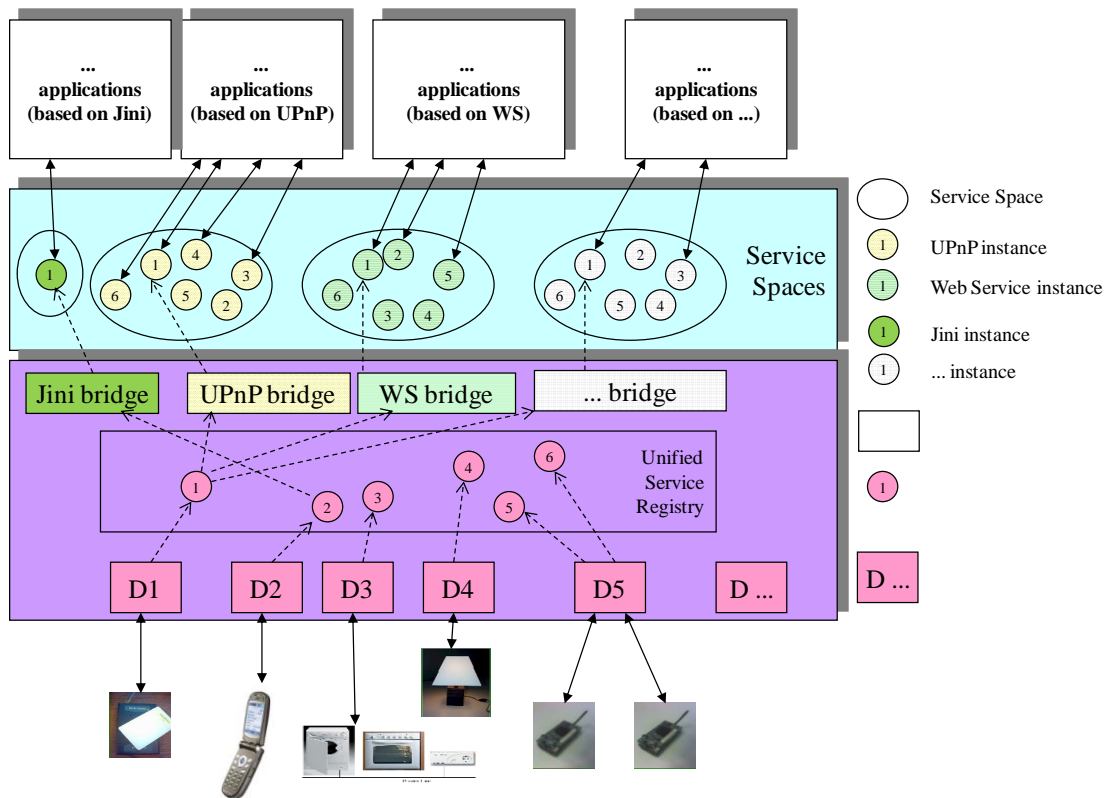 ...
applications
(based on Jini)
...
applications
(based on UPnP)
...
applications
(based on WS)
...
applications
(based on ...)
1
6
1
4
5
3
2
6
1
2
3
4
5
6
1
2
5
4
3
Service
Spaces
Service Space
1
UPnP instance
1
Web Service instance
1
Jini instance
1
... instance
1
D ...
Jini bridge
UPnP bridge
WS bridge
... bridge
1
2
3
4
5
6
Unified
Service
Registry
D1
D2
D3
D4
D5
D ...